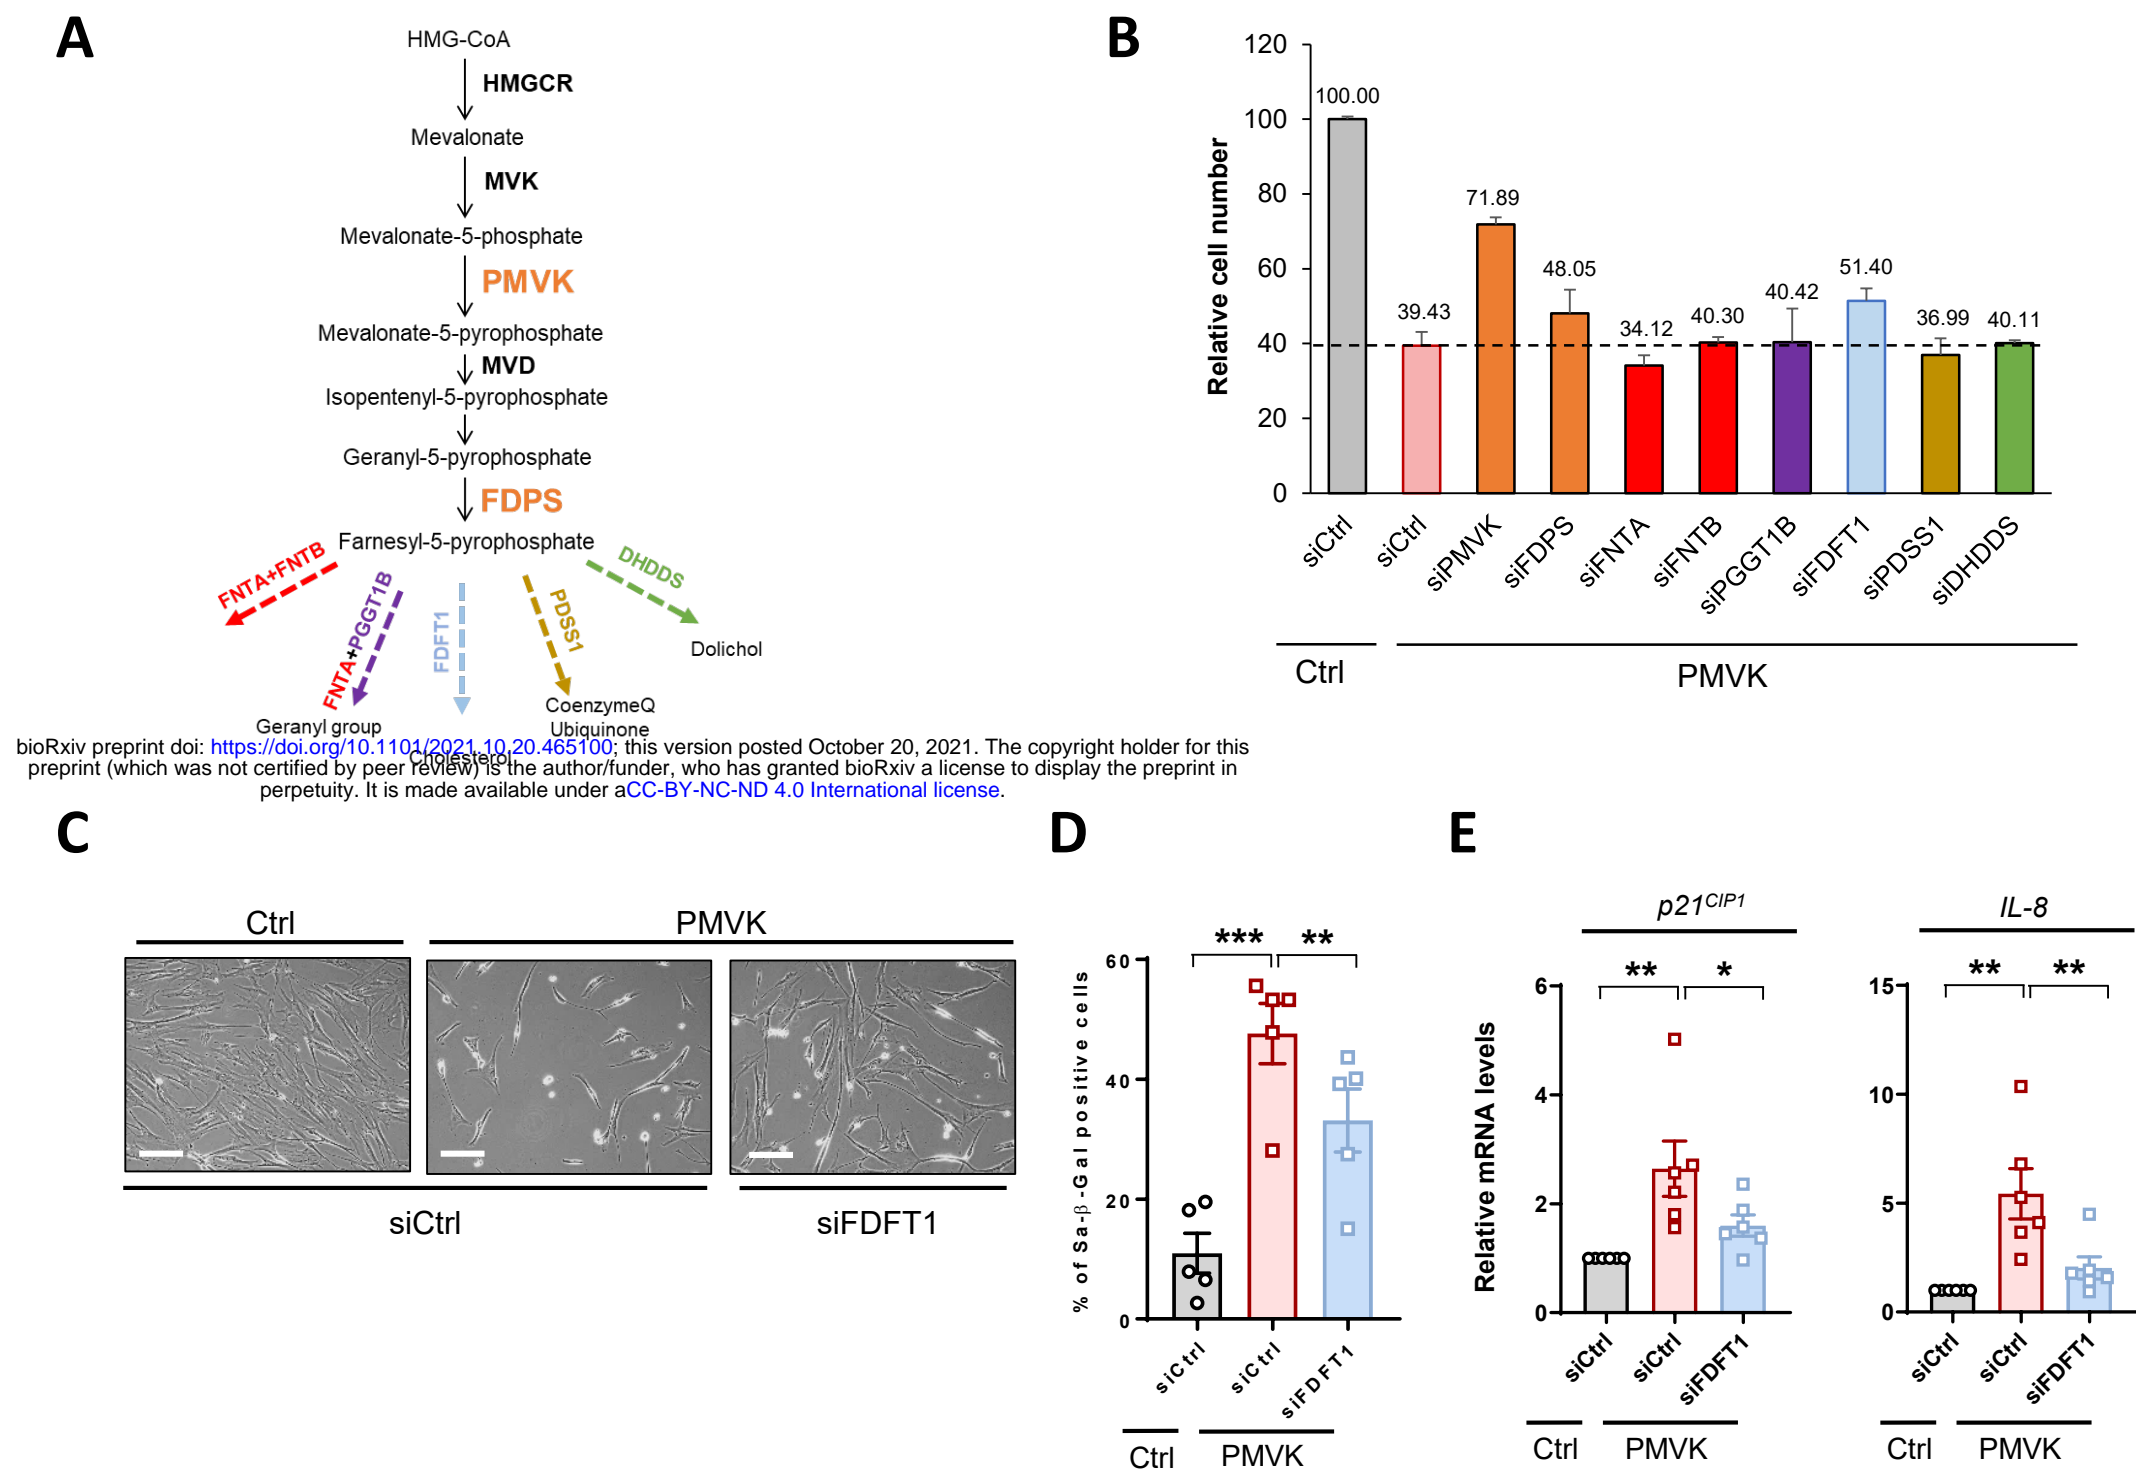 A
HMG-CoA
HMGCR
Mevalonate
MVK
Mevalonate-5-phosphate
PMVK
Mevalonate-5-pyrophosphate
MVD
Isopentenyl-5-pyrophosphate
Geranyl-5-pyrophosphate
FDPS
Farnesyl-5-pyrophosphate
FNTA+FNTB
FNTA+PGGT1B
FDFT1
PDSS1
DHDDS
Dolichol
CoenzymeQ
Ubiquinone
Geranyl group
Cholesterol
bioRxiv preprint doi: https://doi.org/10.1101/2021.10.20.465100; this version posted October 20, 2021. The copyright holder for this
preprint (which was not certified by peer review) is the author/funder, who has granted bioRxiv a license to display the preprint in
perpetuity. It is made available under aCC-BY-NC-ND 4.0 International license.
B
Relative cell number
120
100
80
60
40
20
0
100.00
39.43
71.89
48.05
34.12
40.30
40.42
51.40
36.99
40.11
siCtrl
siCtrl
siPMVK
siFDPS
siFNTA
siFNTB
siPGGT1B
siFDFT1
siPDSS1
siDHDDS
Ctrl
PMVK
C
Ctrl
PMVK
siCtrl
siFDFT1
D
% of Sa-β-Gal positive cells
60
40
20
0
***
**
siCtrl
siCtrl
siFDFT1
Ctrl
PMVK
E
Relative mRNA levels
p21CIP1
6
4
2
0
**
*
siCtrl
siCtrl
siFDFT1
Ctrl
PMVK
IL-8
15
10
5
0
**
**
siCtrl
siCtrl
siFDFT1
Ctrl
PMVK